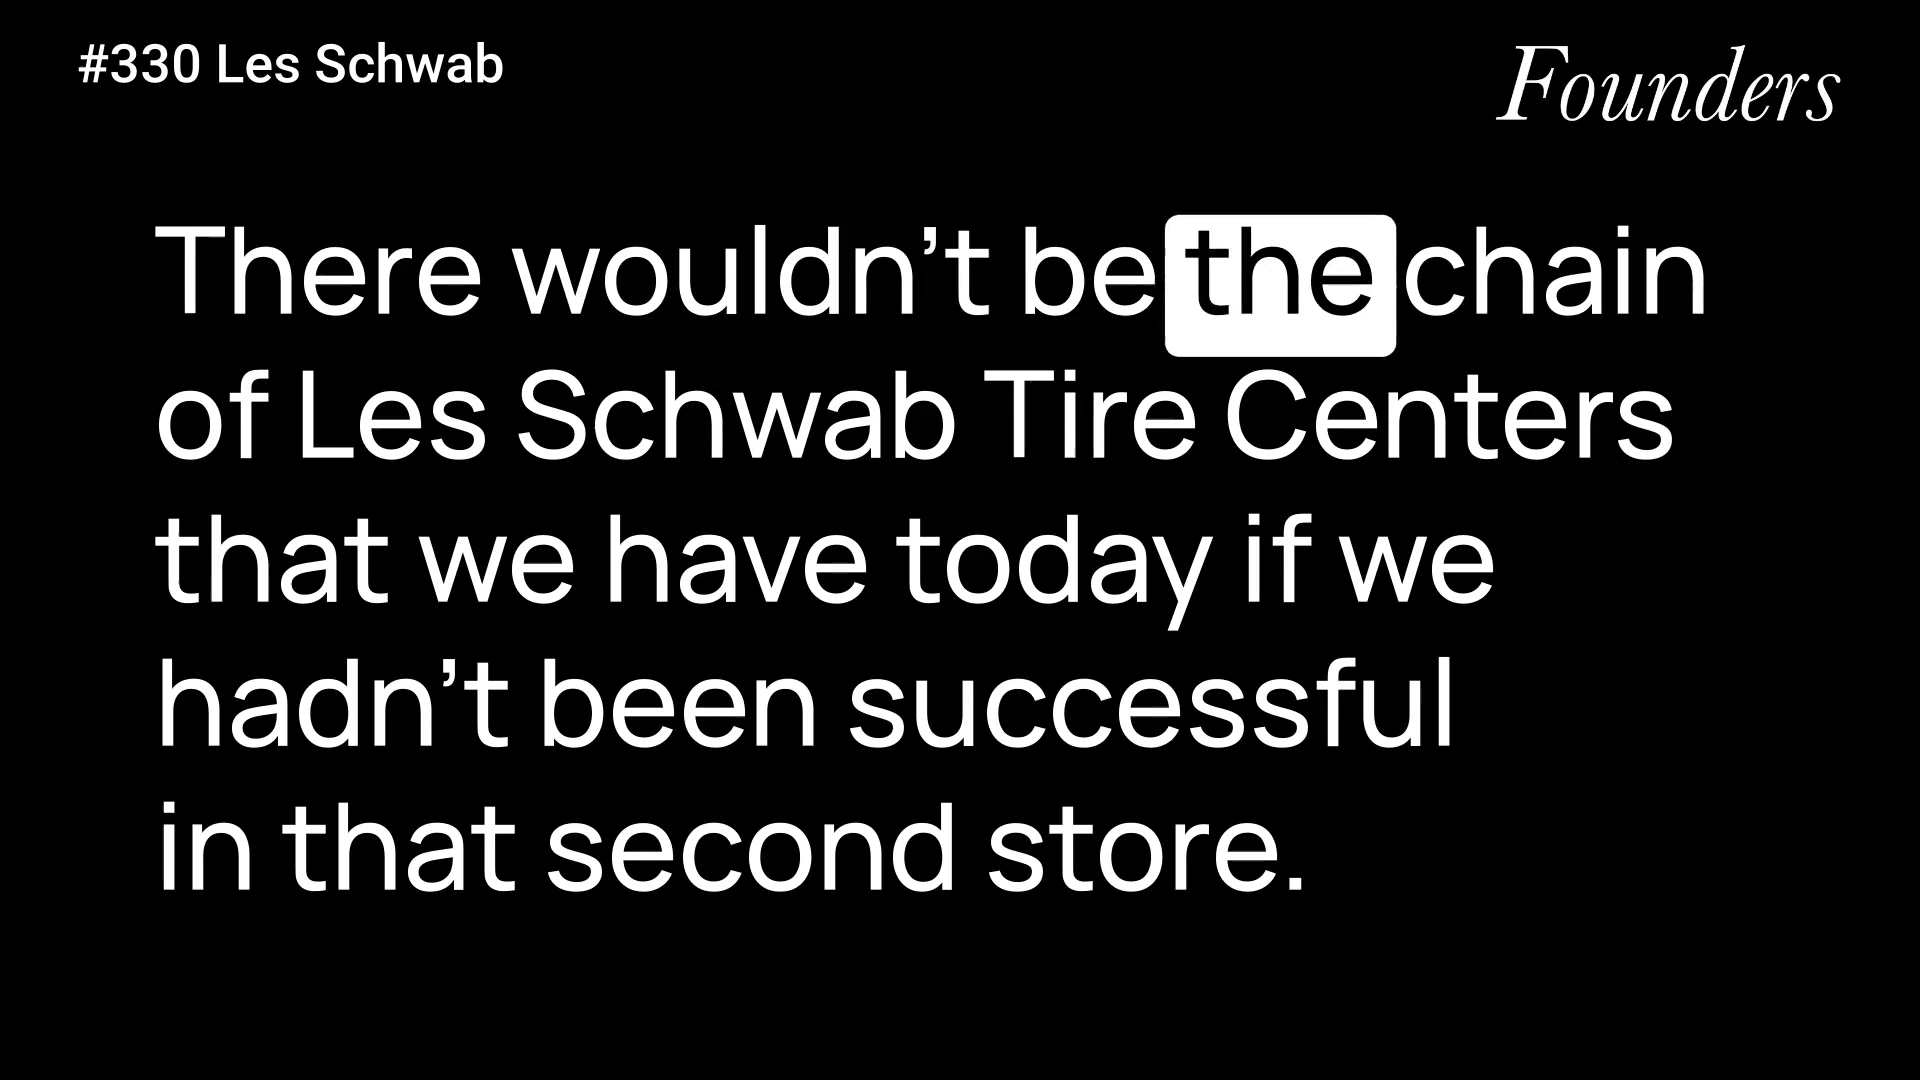 #330 Les Schwab
Founders
There wouldn’t be the chain
of Les Schwab Tire Centers
that we have today if we
hadn’t been successful
in that second store.